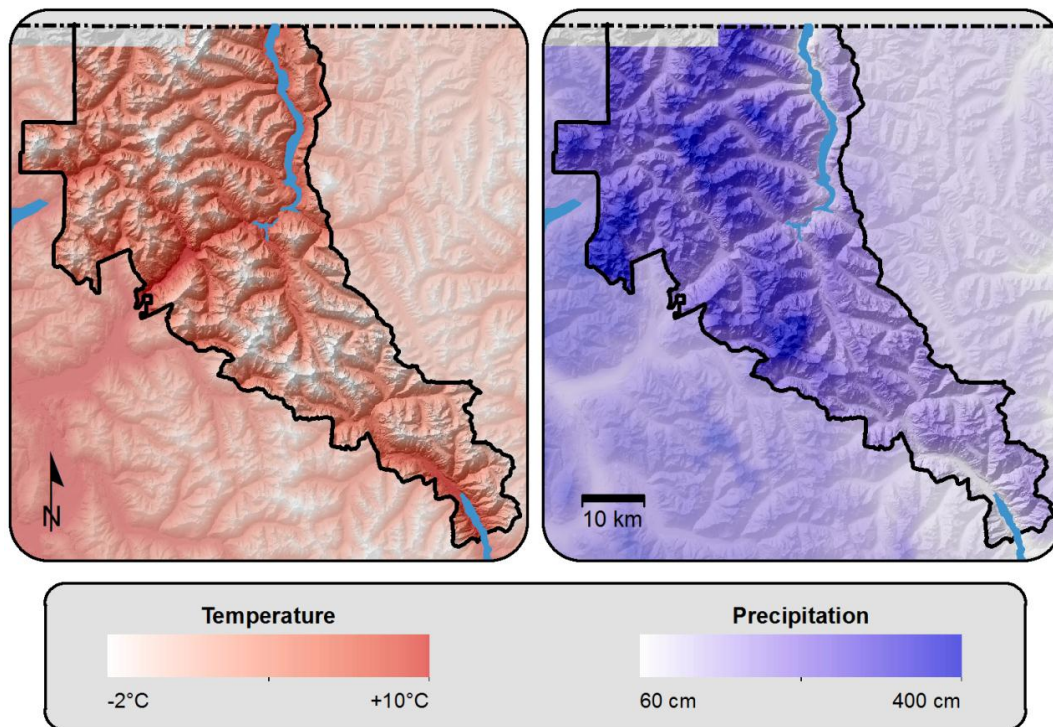 N
10 km
Temperature
-2°C
+10°C
Precipitation
60 cm
400 cm